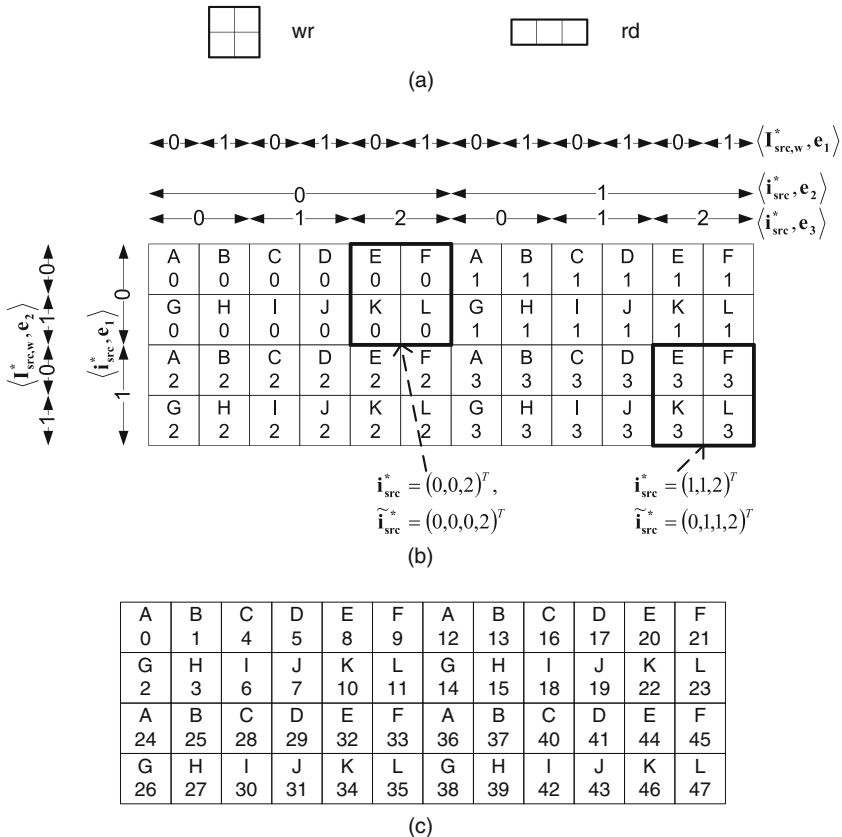 wr rd
(a)
0 1 0 1 0 1 0 1 0 1 0 1 ⟨I*src,w, e1⟩
0 1 ⟨i*src, e2⟩
0 1 2 0 1 2 ⟨i*src, e3⟩
⟨I*src,w, e2⟩ 0 1 0 1
⟨i*src, e1⟩ 0 1
A B C D E F A B C D E F
0 0 0 0 0 0 1 1 1 1 1 1
G H I J K L G H I J K L
0 0 0 0 0 0 1 1 1 1 1 1
A B C D E F A B C D E F
2 2 2 2 2 2 3 3 3 3 3 3
G H I J K L G H I J K L
2 2 2 2 2 2 3 3 3 3 3 3
i*src = (0,0,2)^T, i*src = (1,1,2)^T
ĩ*src = (0,0,0,2)^T ĩ*src = (0,1,1,2)^T
(b)
A B C D E F A B C D E F
0 1 4 5 8 9 12 13 16 17 20 21
G H I J K L G H I J K L
2 3 6 7 10 11 14 15 18 19 22 23
A B C D E F A B C D E F
24 25 28 29 32 33 36 37 40 41 44 45
G H I J K L G H I J K L
26 27 30 31 34 35 38 39 42 43 46 47
(c)